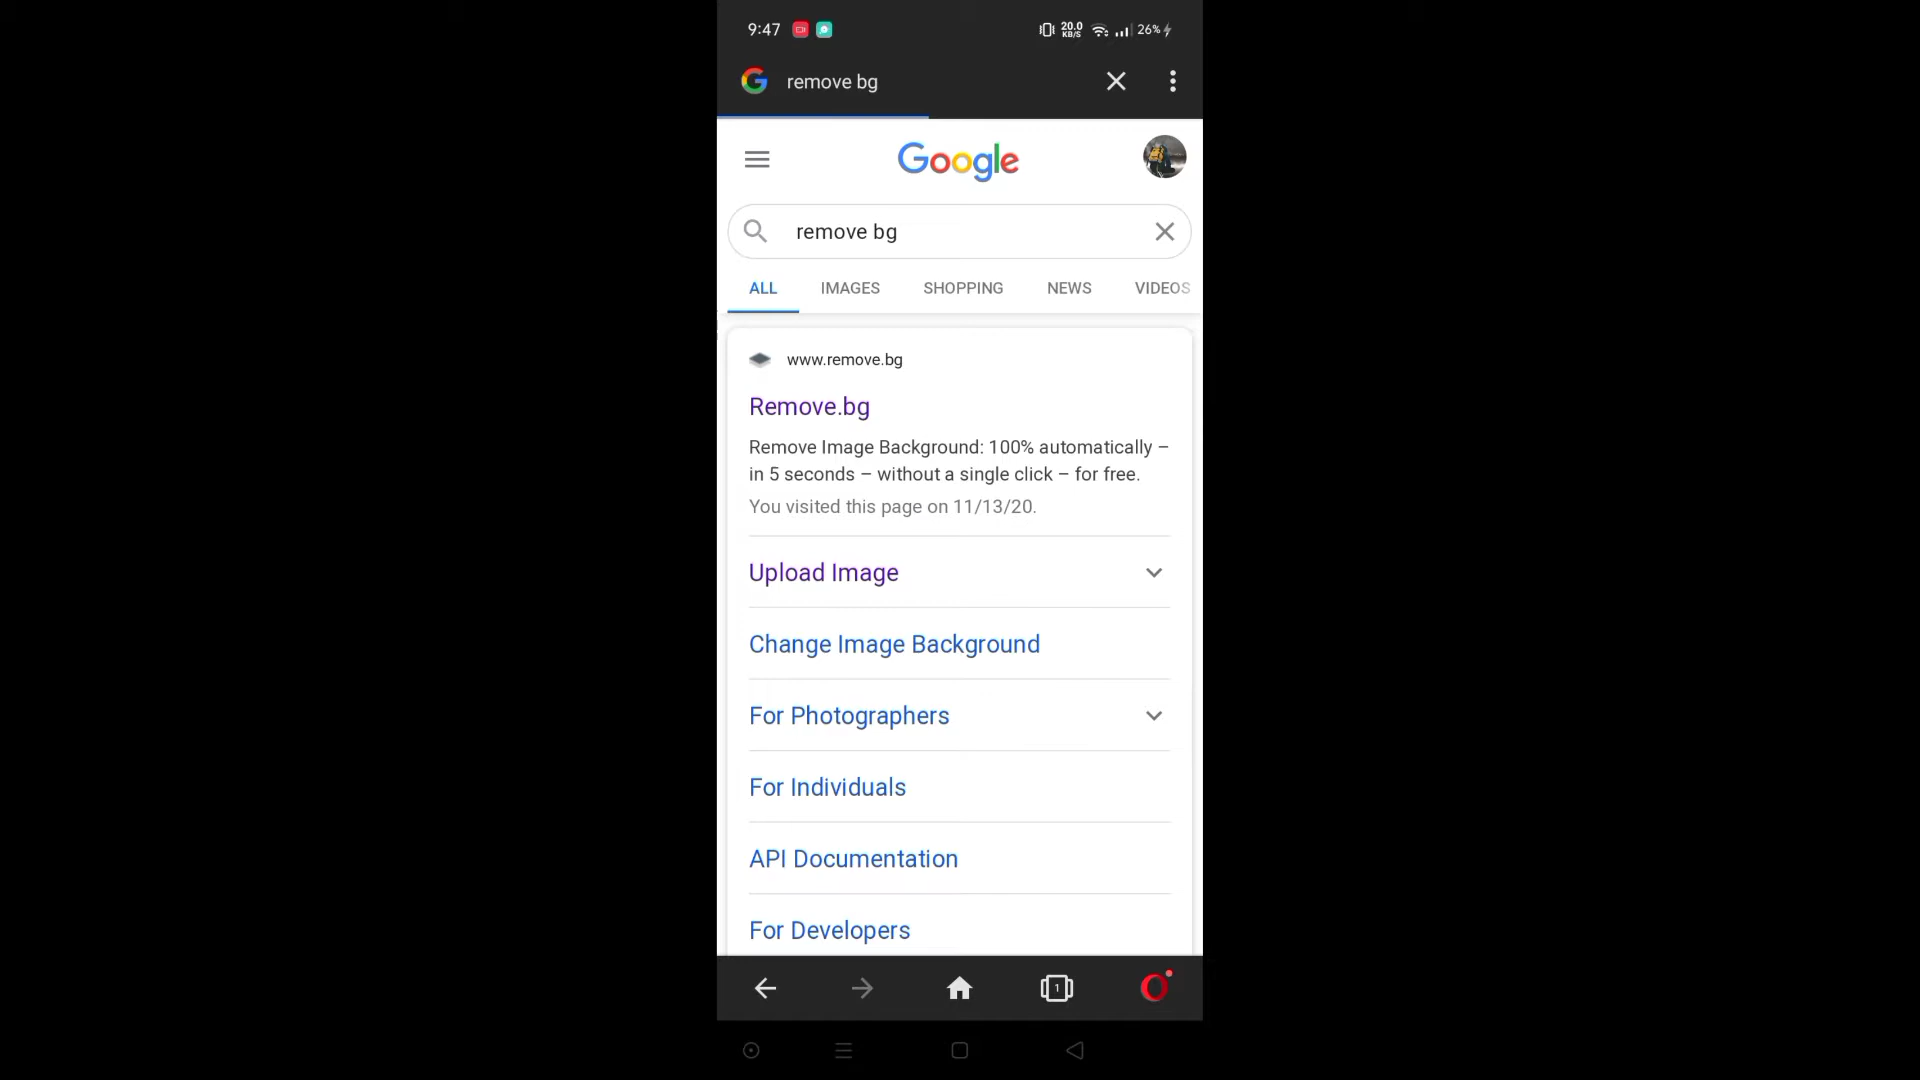 9:47
20.0
KB/S
26%
remove bg
Google
remove bg
ALL IMAGES SHOPPING NEWS VIDEOS
www.remove.bg
Remove.bg
Remove Image Background: 100% automatically –
in 5 seconds – without a single click – for free.
You visited this page on 11/13/20.
Upload Image
Change Image Background
For Photographers
For Individuals
API Documentation
For Developers
1